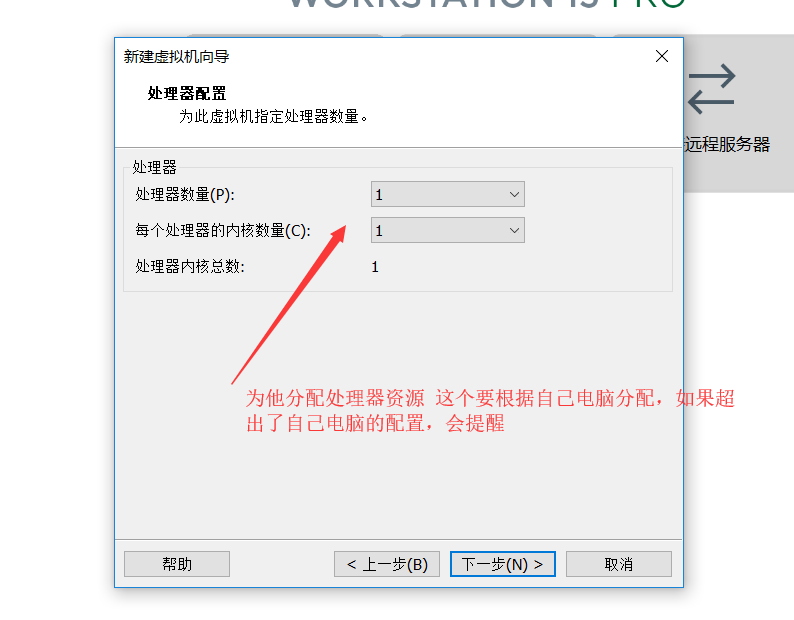 WORKSTATION 15 PRO
新建虚拟机向导
处理器配置
为此虚拟机指定处理器数量。
远程服务器
处理器
处理器数量(P):
1
每个处理器的内核数量(C):
1
处理器内核总数:
1
为他分配处理器资源 这个要根据自己电脑分配，如果超
出了自己电脑的配置，会提醒
帮助
< 上一步(B)
下一步(N) >
取消